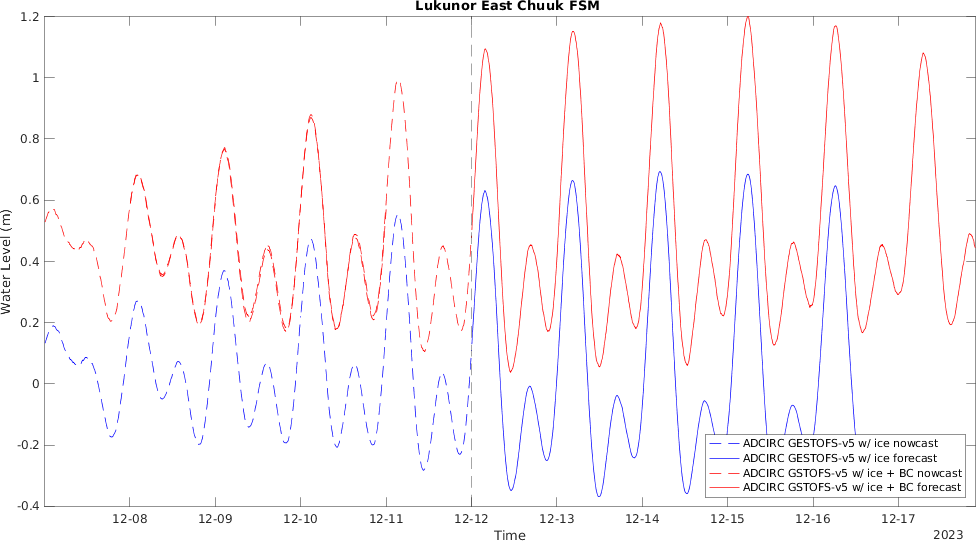 Lukunor East Chuuk FSM
1.2
1
0.8
0.6
0.4
0.2
0
-0.2
-0.4
Water Level (m)
12-08
12-09
12-10
12-11
12-12
12-13
12-14
12-15
12-16
12-17
Time
2023
ADCIRC GESTOFS-v5 w/ ice nowcast
ADCIRC GESTOFS-v5 w/ ice forecast
ADCIRC GSTOFS-v5 w/ ice + BC nowcast
ADCIRC GSTOFS-v5 w/ ice + BC forecast